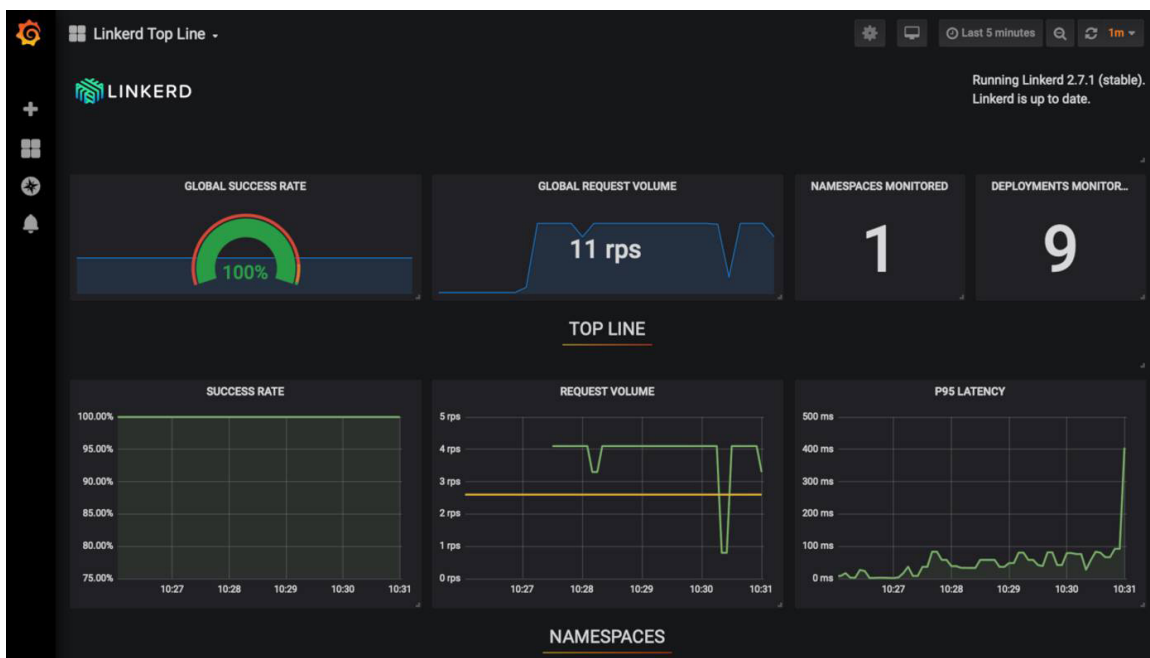 Linkerd Top Line
Last 5 minutes
1m
LINKERD
Running Linkerd 2.7.1 (stable).
Linkerd is up to date.
GLOBAL SUCCESS RATE
100%
GLOBAL REQUEST VOLUME
11 rps
NAMESPACES MONITORED
1
DEPLOYMENTS MONITOR...
9
TOP LINE
SUCCESS RATE
100.00%
95.00%
90.00%
85.00%
80.00%
75.00%
10:27 10:28 10:29 10:30 10:31
REQUEST VOLUME
5 rps
4 rps
3 rps
2 rps
1 rps
0 rps
10:27 10:28 10:29 10:30 10:31
P95 LATENCY
500 ms
400 ms
300 ms
200 ms
100 ms
0 ms
10:27 10:28 10:29 10:30 10:31
NAMESPACES